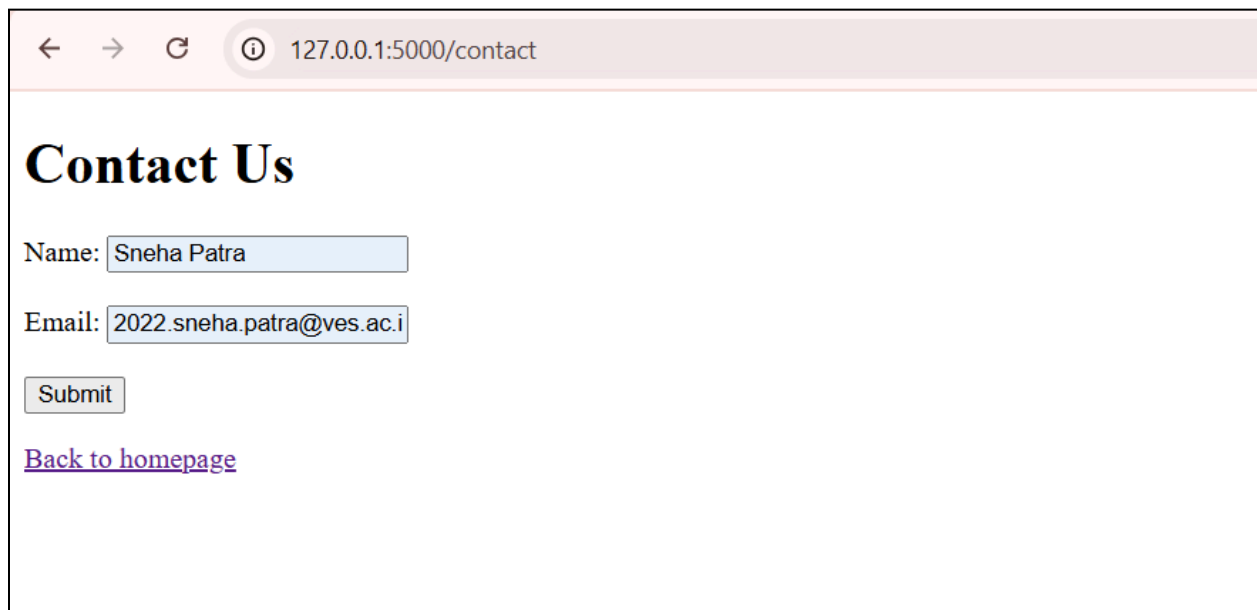 127.0.0.1:5000/contact
Contact Us
Name: Sneha Patra
Email: 2022.sneha.patra@ves.ac.i
Submit
Back to homepage